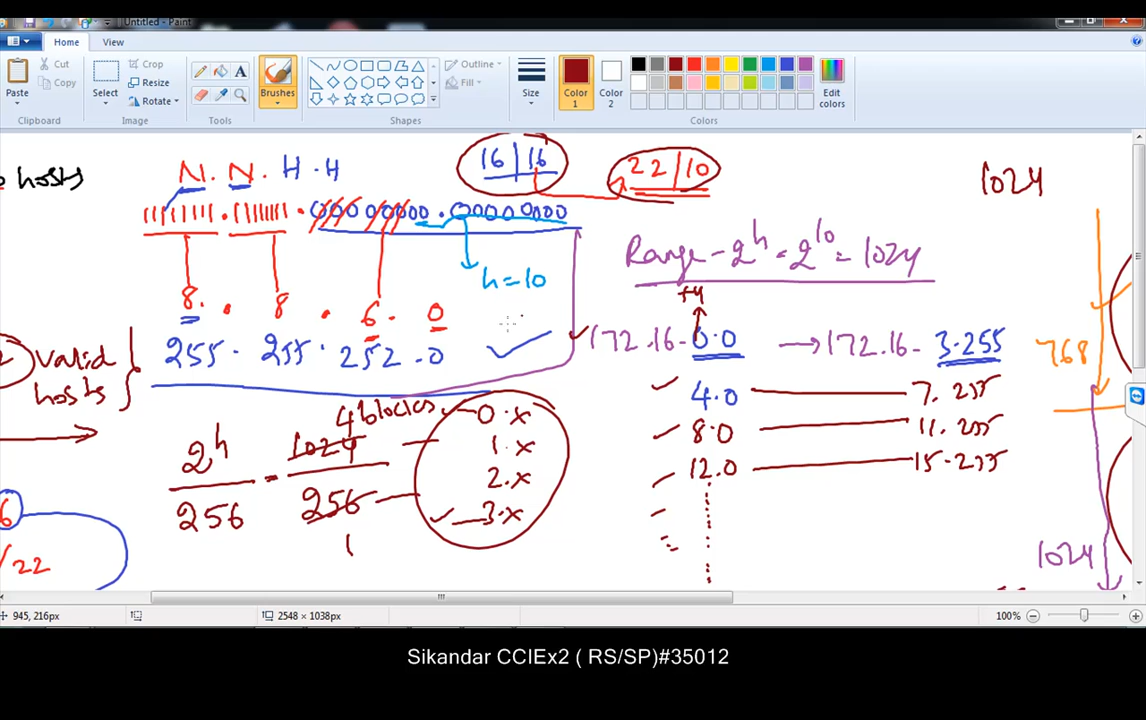 Untitled - Paint
Home View
Paste
Cut
Copy
Clipboard
Select
Crop
Resize
Rotate
Image
Tools
Brushes
Shapes
Outline
Fill
Size
Color 1
Color 2
Edit colors
Colors
hosts
N. N. H.H
16|16
22/10
1024
11111111.11111111.00000000.00000000
h=10
Range - 2^h = 2^10 = 1024
+4
8. 8. 6. 0
255. 255. 252.0
valid hosts }
172.16.0.0 → 172.16.3.255
768
4.0 7.255
8.0 11.255
12.0 15.255
4blocks
2^h/256 = 1024/256
0.x
1.x
2.x
3.x
6
/22
1024
945, 216px
2548 × 1038px
100%
Sikandar CCIEx2 ( RS/SP)#35012